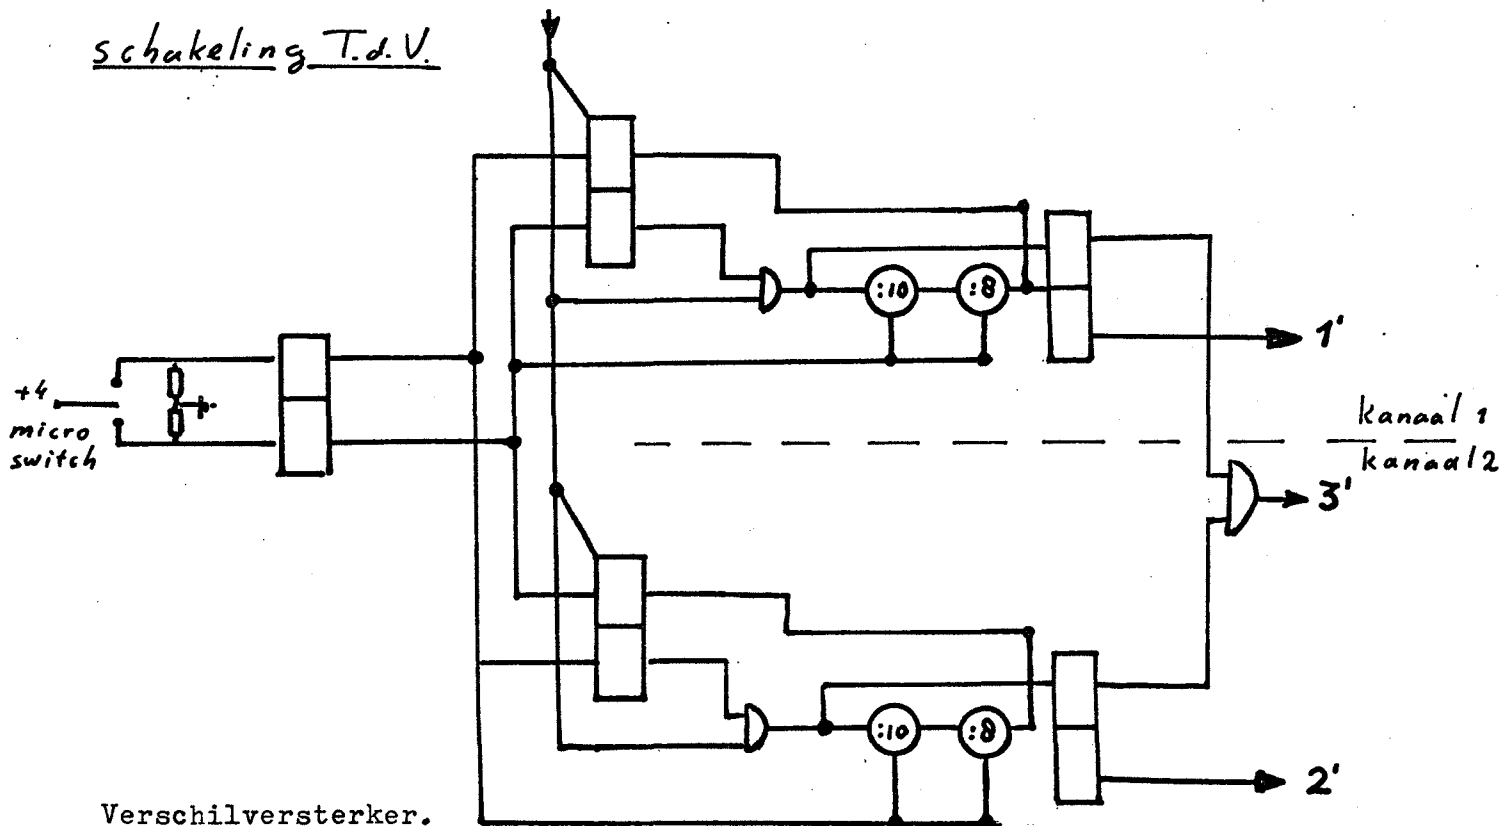 schakeling T.d.V.
:10
:8
1'
+4
micro
switch
kanaal 1
kanaal 2
3'
:10
:8
2'
Verschilversterker.